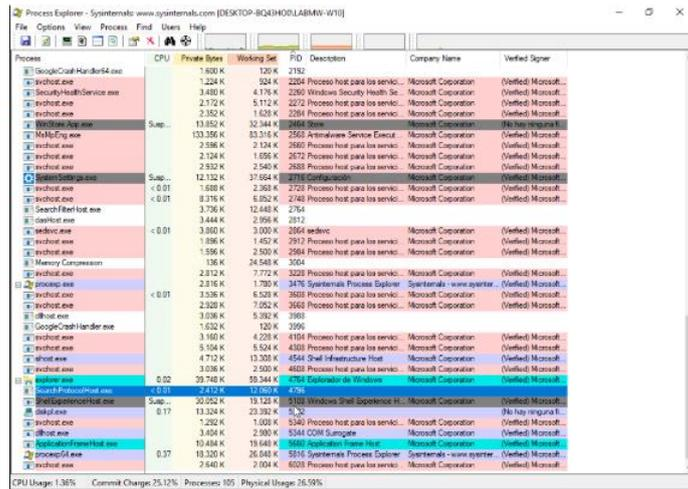 Process Explorer - Sysinternals: www.sysinternals.com [DESKTOP-BQ43HO0\LABMW-W10]
File Options View Process Find Users Help
Process CPU Private Bytes Working Set PID Description Company Name Verified Signer
GoogleCrashHandler64.exe 1.600 K 120 K 2192
svchost.exe 1.224 K 924 K 2204 Proceso host para los servici... Microsoft Corporation (Verified) Microsoft...
SecurityHealthService.exe 3.480 K 4.176 K 2260 Windows Security Health Se... Microsoft Corporation (Verified) Microsoft...
svchost.exe 2.172 K 5.112 K 2272 Proceso host para los servici... Microsoft Corporation (Verified) Microsoft...
svchost.exe 2.352 K 1.628 K 2284 Proceso host para los servici... Microsoft Corporation (Verified) Microsoft...
WinStore.App.exe Susp... 13.852 K 32.344 K 2464 Store (No hay ninguna fi...
MsMpEng.exe 133.356 K 83.316 K 2568 Antimalware Service Execut... Microsoft Corporation (Verified) Microsoft...
svchost.exe 2.596 K 2.124 K 2660 Proceso host para los servici... Microsoft Corporation (Verified) Microsoft...
svchost.exe 2.124 K 1.656 K 2672 Proceso host para los servici... Microsoft Corporation (Verified) Microsoft...
svchost.exe 2.932 K 2.540 K 2688 Proceso host para los servici... Microsoft Corporation (Verified) Microsoft...
SystemSettings.exe Susp... 12.132 K 37.664 K 2716 Configuración Microsoft Corporation (Verified) Microsoft...
svchost.exe < 0.01 1.688 K 2.368 K 2728 Proceso host para los servici... Microsoft Corporation (Verified) Microsoft...
svchost.exe < 0.01 8.316 K 6.852 K 2748 Proceso host para los servici... Microsoft Corporation (Verified) Microsoft...
SearchFilterHost.exe 3.736 K 12.448 K 2764
dasHost.exe 3.444 K 2.956 K 2812
sedsvc.exe < 0.01 3.860 K 3.000 K 2864 sedsvc Microsoft Corporation (Verified) Microsoft...
svchost.exe 1.896 K 1.452 K 2912 Proceso host para los servici... Microsoft Corporation (Verified) Microsoft...
svchost.exe 1.596 K 2.500 K 2984 Proceso host para los servici... Microsoft Corporation (Verified) Microsoft...
Memory Compression 136 K 24.548 K 3004
svchost.exe 2.812 K 7.772 K 3228 Proceso host para los servici... Microsoft Corporation (Verified) Microsoft...
procexp.exe 2.816 K 1.780 K 3476 Sysinternals Process Explorer Sysinternals - www.sysinter... (Verified) Microsoft...
svchost.exe < 0.01 3.536 K 6.528 K 3608 Proceso host para los servici... Microsoft Corporation (Verified) Microsoft...
svchost.exe 2.928 K 7.052 K 3668 Proceso host para los servici... Microsoft Corporation (Verified) Microsoft...
dllhost.exe 3.036 K 5.392 K 3988
GoogleCrashHandler.exe 1.632 K 120 K 3996
svchost.exe 3.160 K 4.228 K 4104 Proceso host para los servici... Microsoft Corporation (Verified) Microsoft...
svchost.exe 5.104 K 5.524 K 4308 Proceso host para los servici... Microsoft Corporation (Verified) Microsoft...
sihost.exe 4.712 K 13.308 K 4544 Shell Infrastructure Host Microsoft Corporation (Verified) Microsoft...
svchost.exe 3.036 K 2.500 K 4608 Proceso host para los servici... Microsoft Corporation (Verified) Microsoft...
explorer.exe 0.02 39.748 K 59.344 K 4764 Explorador de Windows Microsoft Corporation (Verified) Microsoft...
SearchProtocolHost.exe < 0.01 2.412 K 12.060 K 4796
ShellExperienceHost.exe Susp... 30.052 K 19.128 K 5108 Windows Shell Experience H... Microsoft Corporation (Verified) Microsoft...
diskpl.exe 0.17 13.324 K 23.392 K (No hay ninguna fi...
svchost.exe 1.292 K 1.008 K 5340 Proceso host para los servici... Microsoft Corporation (Verified) Microsoft...
dllhost.exe 3.404 K 2.980 K 5344 COM Surrogate Microsoft Corporation (Verified) Microsoft...
ApplicationFrameHost.exe 10.484 K 19.648 K 5660 Application Frame Host Microsoft Corporation (Verified) Microsoft...
procexp64.exe 0.37 18.320 K 26.848 K 5816 Sysinternals Process Explorer Sysinternals - www.sysinter... (Verified) Microsoft...
svchost.exe 2.640 K 2.004 K 6028 Proceso host para los servici... Microsoft Corporation (Verified) Microsoft...
CPU Usage: 1.36% Commit Charge: 25.12% Processes: 105 Physical Usage: 26.59%